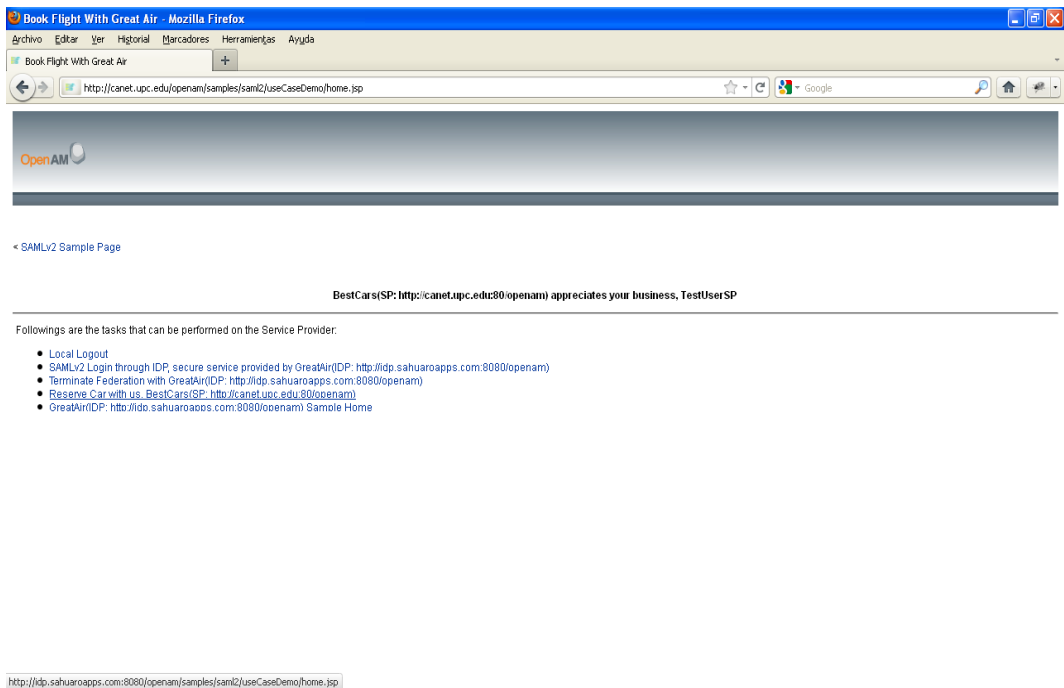 Book Flight With Great Air - Mozilla Firefox
Archivo Editar Ver Historial Marcadores Herramientas Ayuda
Book Flight With Great Air +
http://canet.upc.edu/openam/samples/saml2/useCaseDemo/home.jsp Google
OpenAM
< SAMLv2 Sample Page
BestCars(SP: http://canet.upc.edu:80/openam) appreciates your business, TestUserSP
Followings are the tasks that can be performed on the Service Provider:
Local Logout
SAMLv2 Login through IDP, secure service provided by GreatAir(IDP: http://idp.sahuaroapps.com:8080/openam)
Terminate Federation with GreatAir(IDP: http://idp.sahuaroapps.com:8080/openam)
Reserve Car with us, BestCars(SP: http://canet.upc.edu:80/openam)
GreatAir(IDP: http://idp.sahuaroapps.com:8080/openam) Sample Home
http://idp.sahuaroapps.com:8080/openam/samples/saml2/useCaseDemo/home.jsp